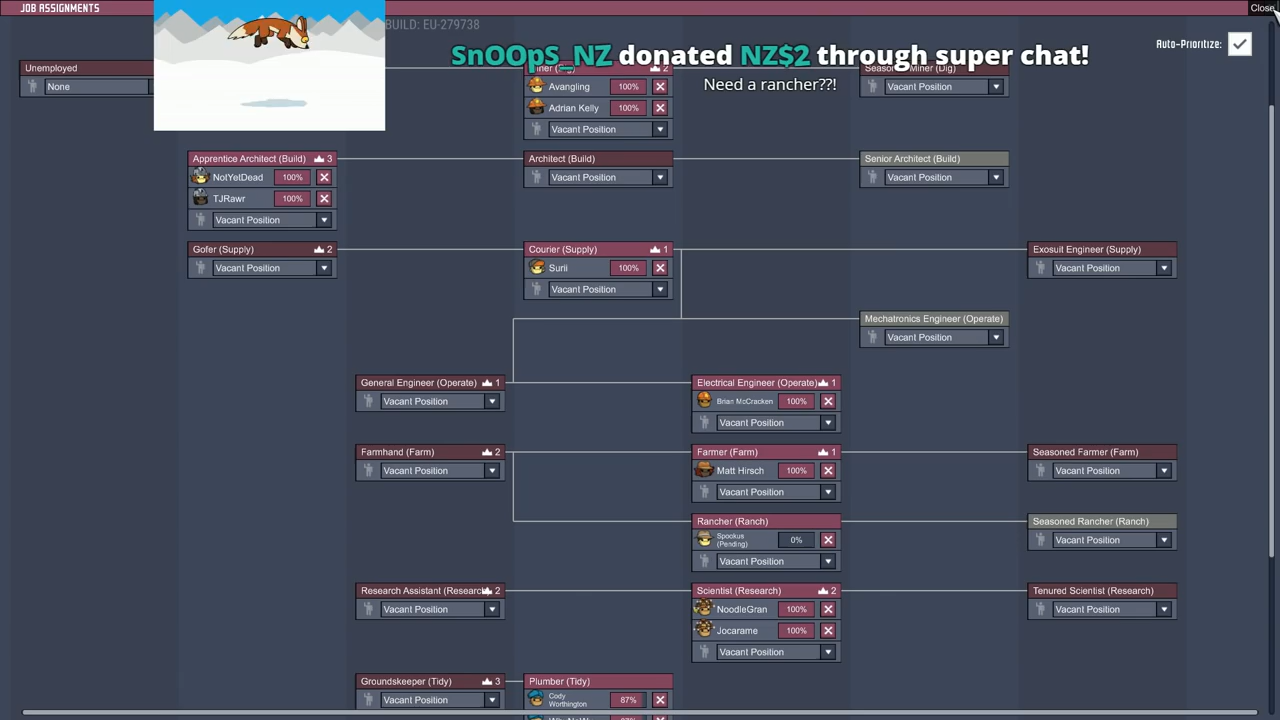 JOB ASSIGNMENTS
Close
BUILD: EU-279738
SnOOpS_NZ donated NZ$2 through super chat!
Need a rancher??!
Auto-Prioritize:
Unemployed
None
Miner (Dig) 2
Avangling 100%
Adrian Kelly 100%
Vacant Position
Vacant Position
Apprentice Architect (Build) 3
NotYetDead 100%
TJRawr 100%
Vacant Position
Architect (Build)
Vacant Position
Senior Architect (Build)
Vacant Position
Gofer (Supply) 2
Vacant Position
Courier (Supply) 1
Surii 100%
Vacant Position
Exosuit Engineer (Supply)
Vacant Position
Mechatronics Engineer (Operate)
Vacant Position
General Engineer (Operate) 1
Vacant Position
Electrical Engineer (Operate) 1
Brian McCracken 100%
Vacant Position
Farmhand (Farm) 2
Vacant Position
Farmer (Farm) 1
Matt Hirsch 100%
Vacant Position
Seasoned Farmer (Farm)
Vacant Position
Rancher (Ranch)
Spookus
(Pending) 0%
Vacant Position
Seasoned Rancher (Ranch)
Vacant Position
Research Assistant (Research 2
Vacant Position
Scientist (Research) 2
NoodleGran 100%
Jocarame 100%
Vacant Position
Tenured Scientist (Research)
Vacant Position
Groundskeeper (Tidy) 3
Vacant Position
Plumber (Tidy)
Cody
Worthington 87%